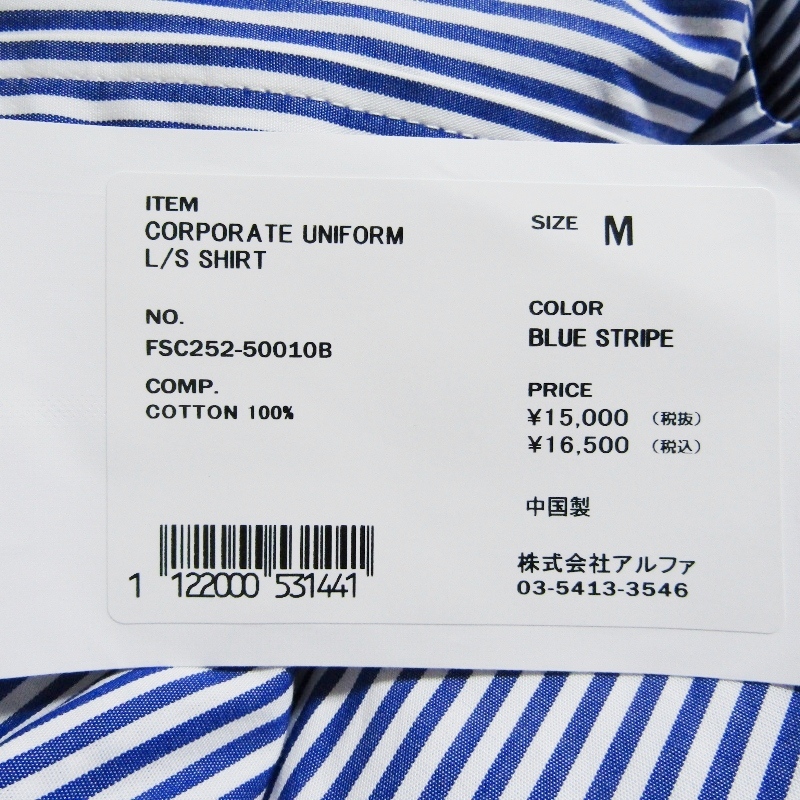 ITEM
CORPORATE UNIFORM
L/S SHIRT
NO.
FSC252-50010B
COMP.
COTTON 100%
SIZE M
COLOR
BLUE STRIPE
PRICE
¥15,000 (税抜)
¥16,500 (税込)
中国製
株式会社アルファ
03-5413-3546
1 122000 531441